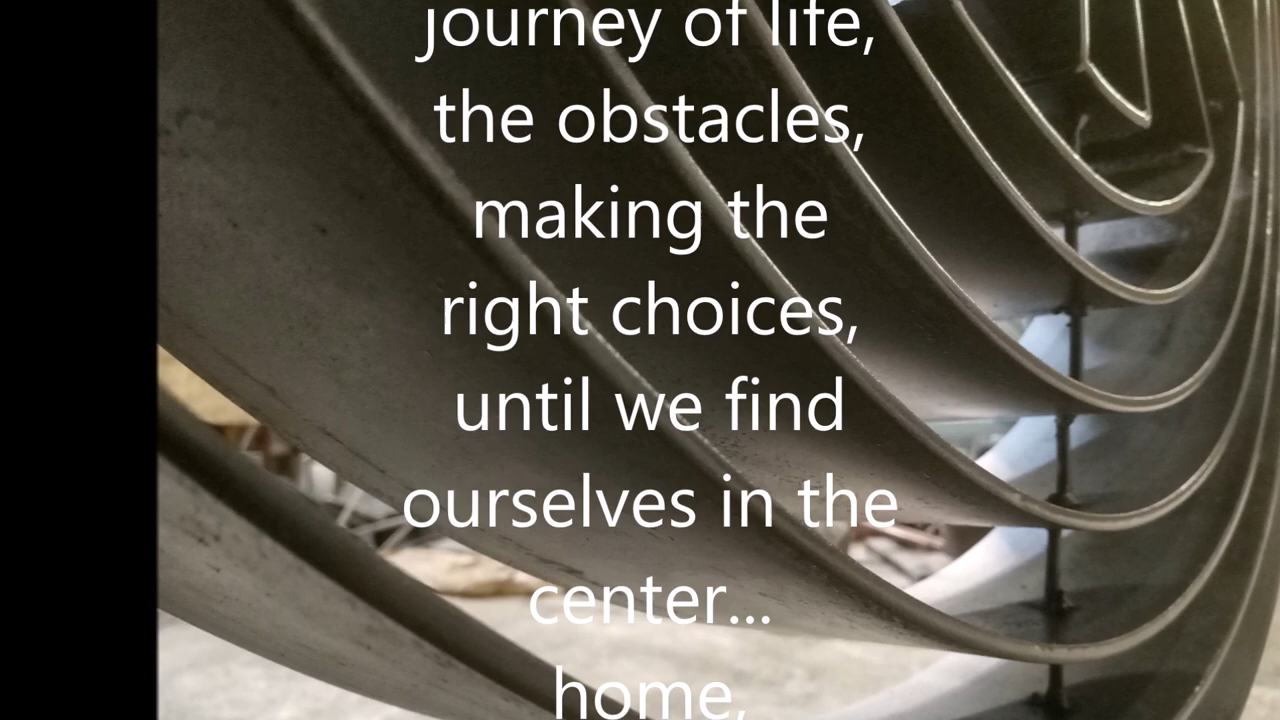 journey of life,
the obstacles,
making the
right choices,
until we find
ourselves in the
center...
home,